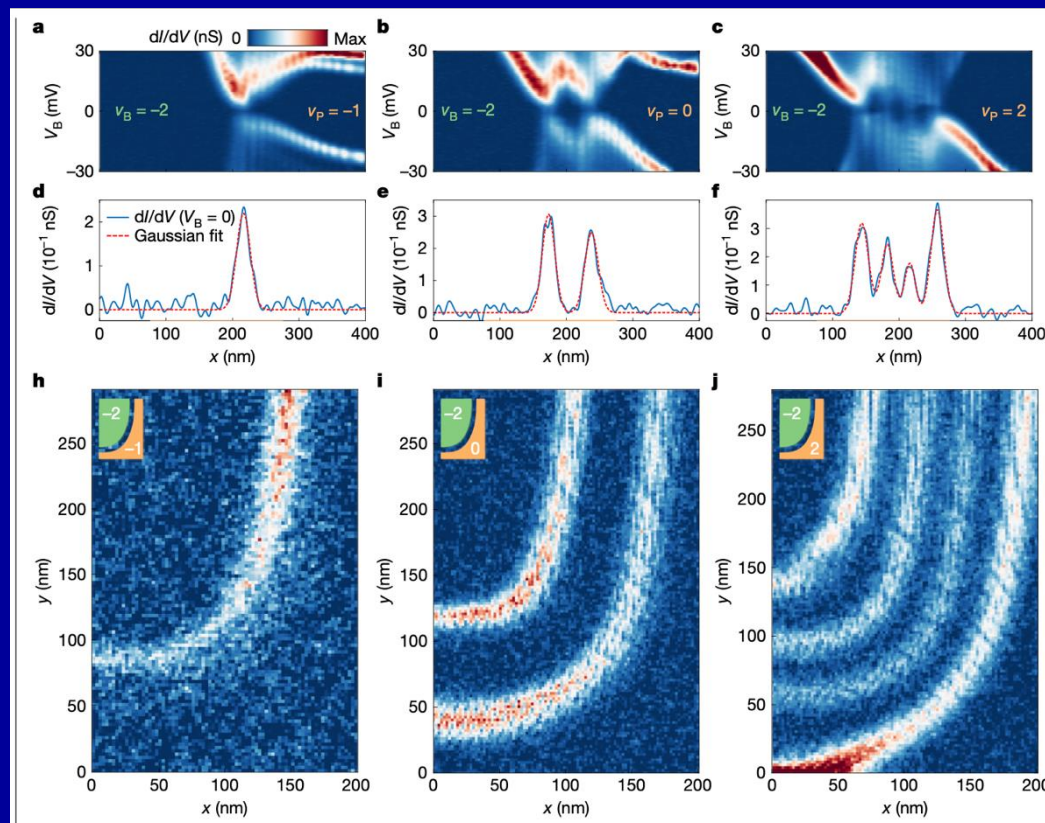 a
dI//dV (nS) 0 Max
30
0
−30
V_B (mV)
ν_B = −2
ν_P = −1
b
30
0
−30
V_B (mV)
ν_B = −2
ν_P = 0
c
30
0
−30
V_B (mV)
ν_B = −2
ν_P = 2
d
dI//dV (V_B = 0)
Gaussian fit
dI//dV (10⁻¹ nS)
2
1
0
0 100 200 300 400
x (nm)
e
dI//dV (10⁻¹ nS)
3
2
1
0
0 100 200 300 400
x (nm)
f
dI//dV (10⁻¹ nS)
3
2
1
0
0 100 200 300 400
x (nm)
h
−2
−1
y (nm)
250
200
150
100
50
0
0 50 100 150 200
x (nm)
i
−2
0
y (nm)
250
200
150
100
50
0
0 50 100 150 200
x (nm)
j
−2
2
y (nm)
250
200
150
100
50
0
0 50 100 150 200
x (nm)